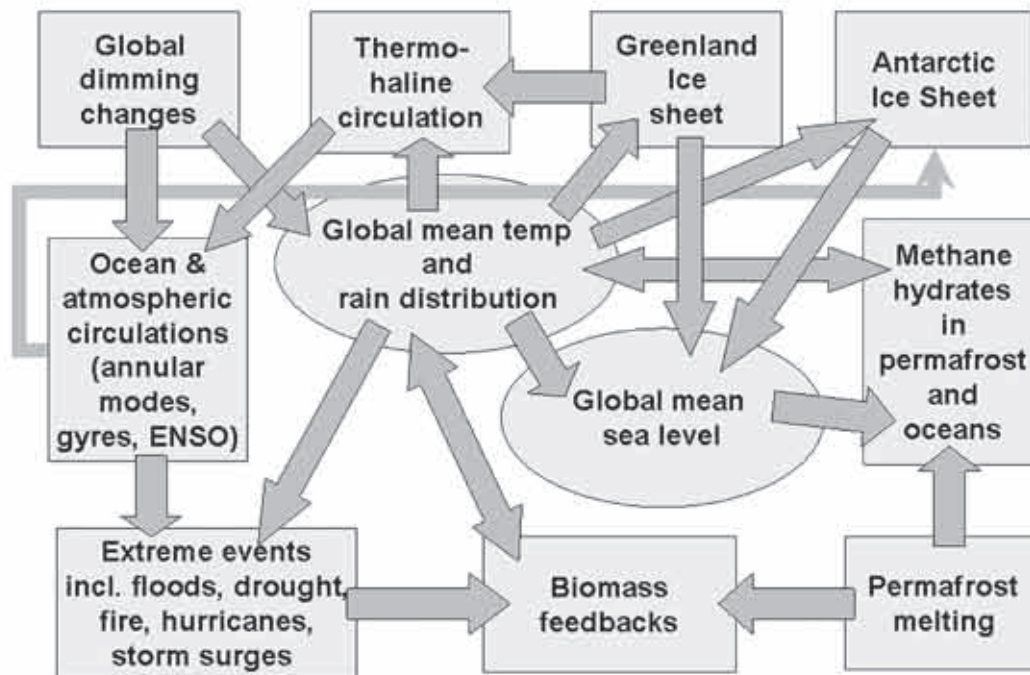 Global
dimming
changes
Thermo-
haline
circulation
Greenland
Ice
sheet
Antarctic
Ice Sheet
Global mean temp
and
rain distribution
Ocean &
atmospheric
circulations
(annular
modes,
gyres, ENSO)
Methane
hydrates
in
permafrost
and
oceans
Global mean
sea level
Extreme events
incl. floods, drought,
fire, hurricanes,
storm surges
Biomass
feedbacks
Permafrost
melting